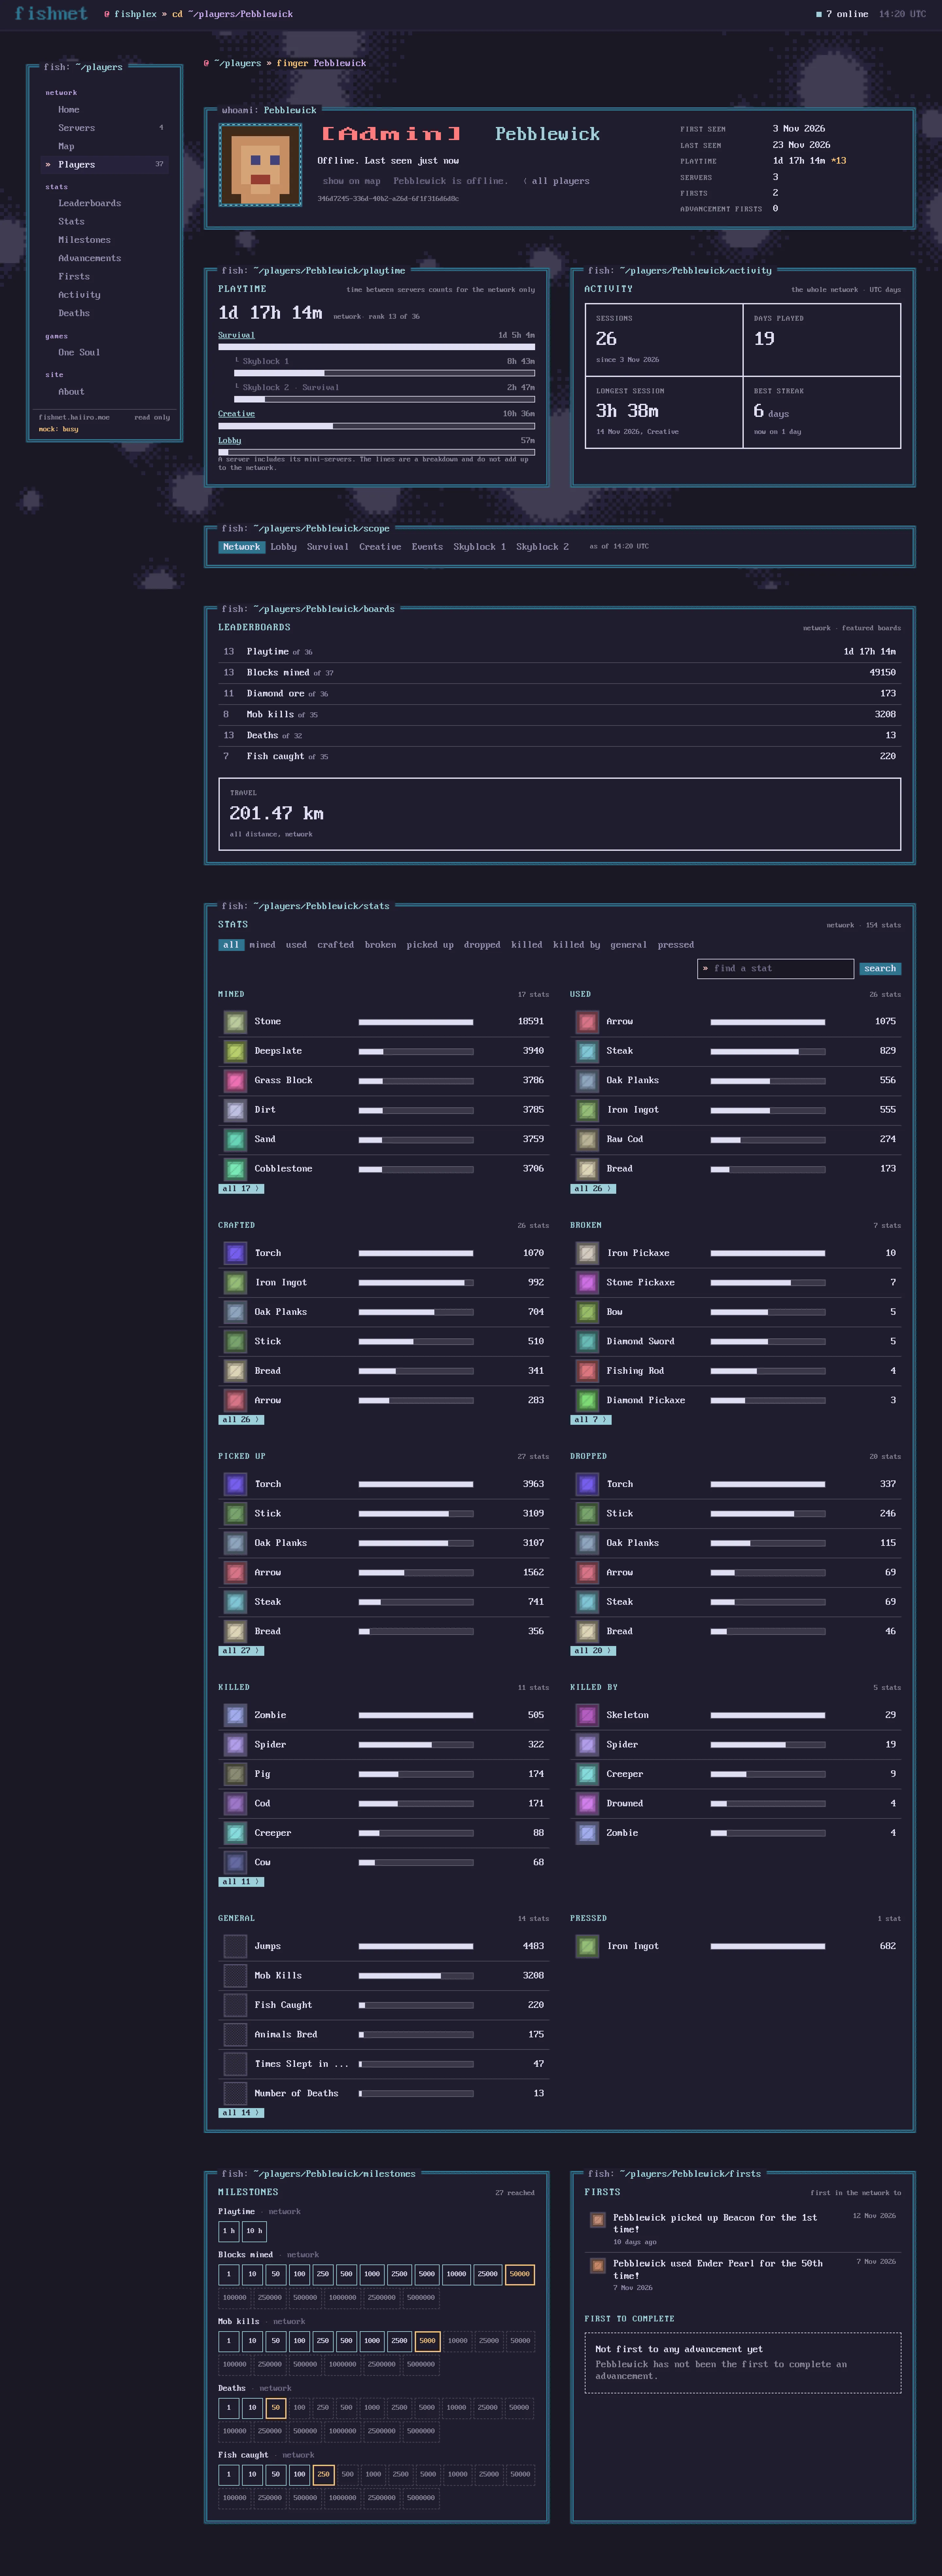 fishnet
@ fishplex » cd ~/players/Pebblewick
7 online 14:20 UTC
fish: ~/players
network
Home
Servers 4
Map
» Players 37
stats
Leaderboards
Stats
Milestones
Advancements
Firsts
Activity
Deaths
games
One Soul
site
About
fishnet.haiiro.moe read only
mock: busy
@ ~/players » finger Pebblewick
whoami: Pebblewick
[Admin] Pebblewick
Offline. Last seen just now
show on map Pebblewick is offline. ⟨ all players
FIRST SEEN 3 Nov 2026
LAST SEEN 23 Nov 2026
PLAYTIME 1d 17h 14m *13
SERVERS 3
FIRSTS 2
ADVANCEMENT FIRSTS 0
fish: ~/players/Pebblewick/playtime
PLAYTIME time between servers counts for the network only
1d 17h 14m network· rank 13 of 36
Survival 1d 5h 4m
└ Skyblock 1 8h 43m
└ Skyblock 2 · Survival 2h 47m
Creative 10h 36m
Lobby 57m
A server includes its mini-servers. The lines are a breakdown and do not add up
to the network.
fish: ~/players/Pebblewick/activity
ACTIVITY the whole network · UTC days
SESSIONS
26
since 3 Nov 2026
DAYS PLAYED
19
LONGEST SESSION
3h 38m
14 Nov 2026, Creative
BEST STREAK
6 days
now on 1 day
fish: ~/players/Pebblewick/scope
Network Lobby Survival Creative Events Skyblock 1 Skyblock 2 as of 14:20 UTC
fish: ~/players/Pebblewick/boards
LEADERBOARDS network · featured boards
13 Playtime of 36 1d 17h 14m
13 Blocks mined of 37 49150
11 Diamond ore of 36 173
8 Mob kills of 35 3208
13 Deaths of 32 13
7 Fish caught of 35 220
TRAVEL
201.47 km
all distance, network
fish: ~/players/Pebblewick/stats
STATS network · 154 stats
all mined used crafted broken picked up dropped killed killed by general pressed
» find a stat search
MINED 17 stats
Stone 18591
Deepslate 3940
Grass Block 3786
Dirt 3785
Sand 3759
Cobblestone 3706
all 17 ⟩
USED 26 stats
Arrow 1075
Steak 829
Oak Planks 556
Iron Ingot 555
Raw Cod 274
Bread 173
all 26 ⟩
CRAFTED 26 stats
Torch 1070
Iron Ingot 992
Oak Planks 704
Stick 510
Bread 341
Arrow 283
all 26 ⟩
BROKEN 7 stats
Iron Pickaxe 10
Stone Pickaxe 7
Bow 5
Diamond Sword 5
Fishing Rod 4
Diamond Pickaxe 3
all 7 ⟩
PICKED UP 27 stats
Torch 3963
Stick 3109
Oak Planks 3107
Arrow 1562
Steak 741
Bread 356
all 27 ⟩
DROPPED 20 stats
Torch 337
Stick 246
Oak Planks 115
Arrow 69
Steak 69
Bread 46
all 20 ⟩
KILLED 11 stats
Zombie 505
Spider 322
Pig 174
Cod 171
Creeper 88
Cow 68
all 11 ⟩
KILLED BY 5 stats
Skeleton 29
Spider 19
Creeper 9
Drowned 4
Zombie 4
GENERAL 14 stats
Jumps 4483
Mob Kills 3208
Fish Caught 220
Animals Bred 175
Times Slept in ... 47
Number of Deaths 13
all 14 ⟩
PRESSED 1 stat
Iron Ingot 682
fish: ~/players/Pebblewick/milestones
MILESTONES 27 reached
Playtime · network
1 h 10 h
Blocks mined · network
1 10 50 100 250 500 1000 2500 5000 10000 25000 50000
100000 250000 500000 1000000 2500000 5000000
Mob kills · network
1 10 50 100 250 500 1000 2500 5000 10000 25000 50000
100000 250000 500000 1000000 2500000 5000000
Deaths · network
1 10 50 100 250 500 1000 2500 5000 10000 25000 50000
100000 250000 500000 1000000 2500000 5000000
Fish caught · network
1 10 50 100 250 500 1000 2500 5000 10000 25000 50000
100000 250000 500000 1000000 2500000 5000000
fish: ~/players/Pebblewick/firsts
FIRSTS first in the network to
Pebblewick picked up Beacon for the 1st 12 Nov 2026
time!
10 days ago
Pebblewick used Ender Pearl for the 50th 7 Nov 2026
time!
7 Nov 2026
FIRST TO COMPLETE
Not first to any advancement yet
Pebblewick has not been the first to complete an
advancement.